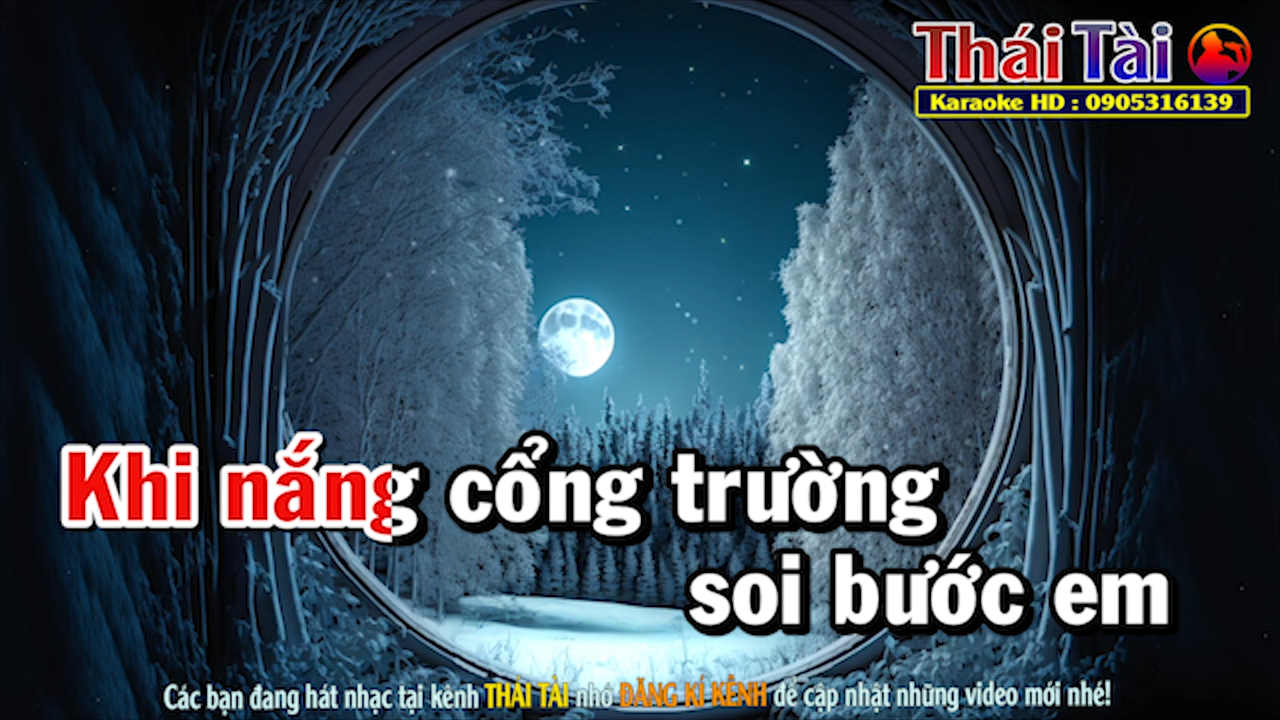 Thái Tài
Karaoke HD : 0905316139
Khi nắng cổng trường
soi bước em
Các bạn đang hát nhạc tại kênh THÁI TÀI nhớ ĐĂNG KÍ KÊNH để cập nhật những video mới nhé!